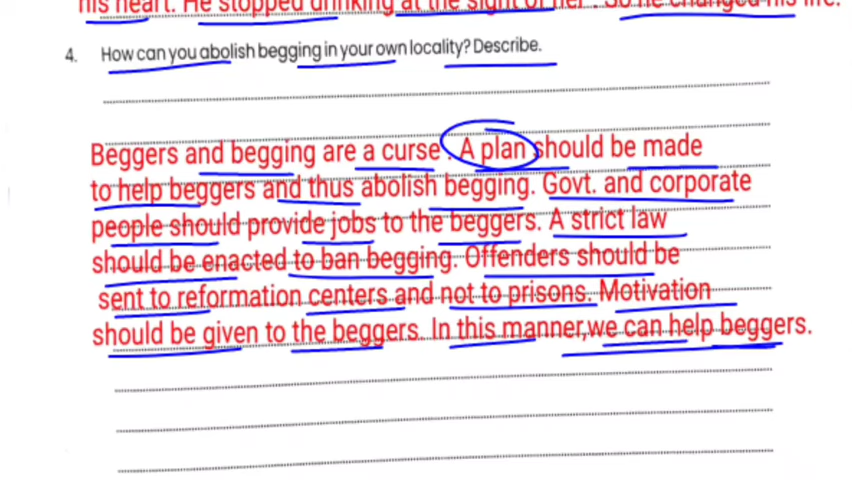 his heart. He stopped drinking at the sight of her . So he changed his life.
4. How can you abolish begging in your own locality? Describe.
Beggers and begging are a curse . A plan should be made
to help beggers and thus abolish begging. Govt. and corporate
people should provide jobs to the beggers. A strict law
should be enacted to ban begging. Offenders should be
sent to reformation centers and not to prisons. Motivation
should be given to the beggers. In this manner,we can help beggers.